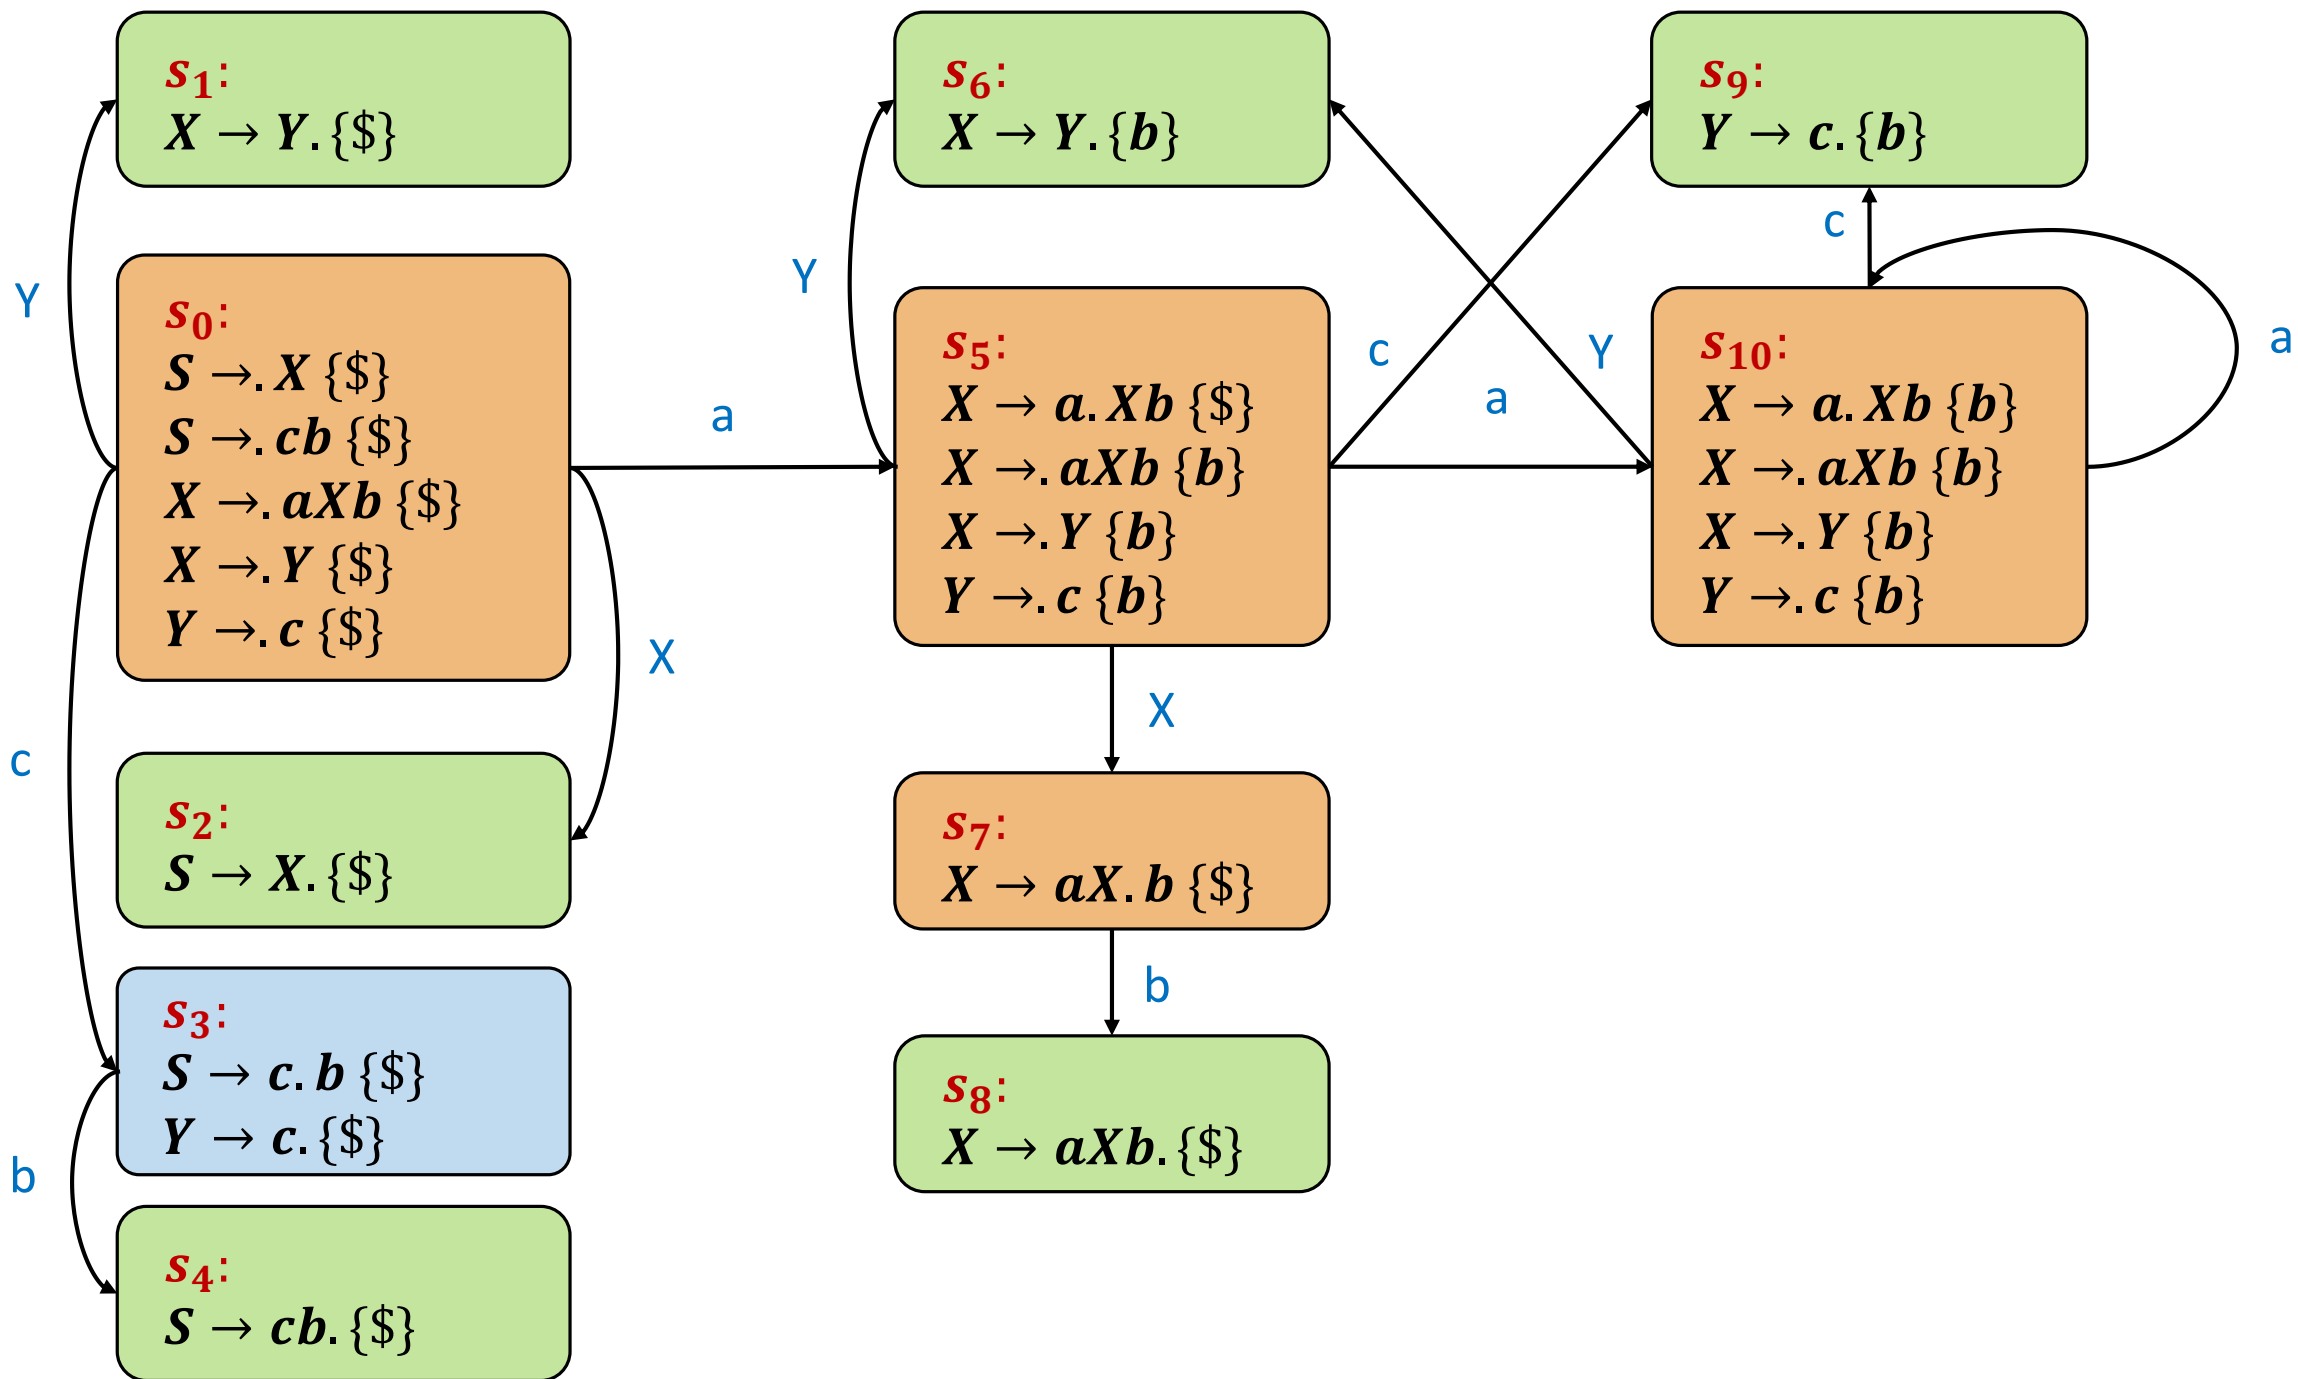 s₁:
X → Y. {$}
Y
s₀:
S →. X {$}
S →. cb {$}
X →. aXb {$}
X →. Y {$}
Y →. c {$}
a
X
c
s₂:
S → X. {$}
s₃:
S → c. b {$}
Y → c. {$}
b
s₄:
S → cb. {$}
s₆:
X → Y. {b}
Y
s₅:
X → a. Xb {$}
X →. aXb {b}
X →. Y {b}
Y →. c {b}
c
a
Y
X
s₇:
X → aX. b {$}
b
s₈:
X → aXb. {$}
s₉:
Y → c. {b}
c
s₁₀:
X → a. Xb {b}
X →. aXb {b}
X →. Y {b}
Y →. c {b}
a